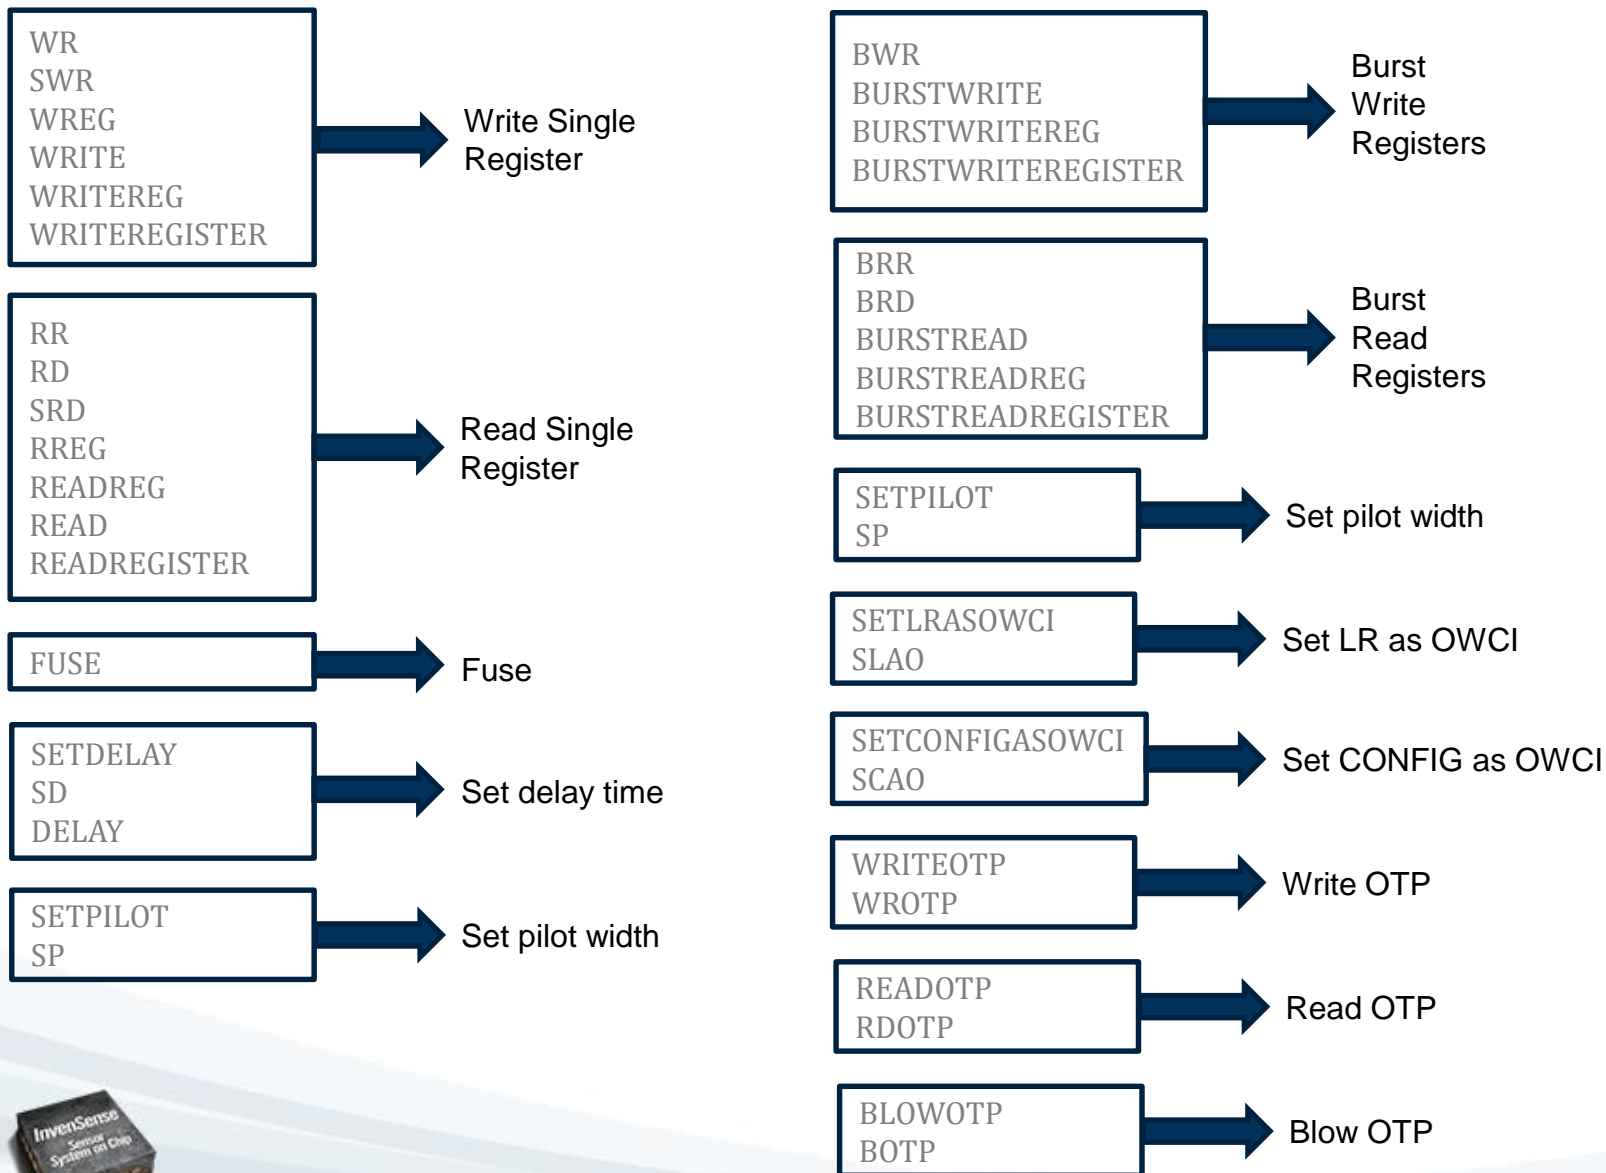 WR
SWR
WREG
WRITE
WRITEREG
WRITEREGISTER
Write Single
Register
RR
RD
SRD
RREG
READREG
READ
READREGISTER
Read Single
Register
FUSE
Fuse
SETDELAY
SD
DELAY
Set delay time
SETPILOT
SP
Set pilot width
BWR
BURSTWRITE
BURSTWRITEREG
BURSTWRITEREGISTER
Burst
Write
Registers
BRR
BRD
BURSTREAD
BURSTREADREG
BURSTREADREGISTER
Burst
Read
Registers
SETPILOT
SP
Set pilot width
SETLRASOWCI
SLAO
Set LR as OWCI
SETCONFIGASOWCI
SCAO
Set CONFIG as OWCI
WRITEOTP
WROTP
Write OTP
READOTP
RDOTP
Read OTP
BLOWOTP
BOTP
Blow OTP
InvenSense
Sensor
System on Chip